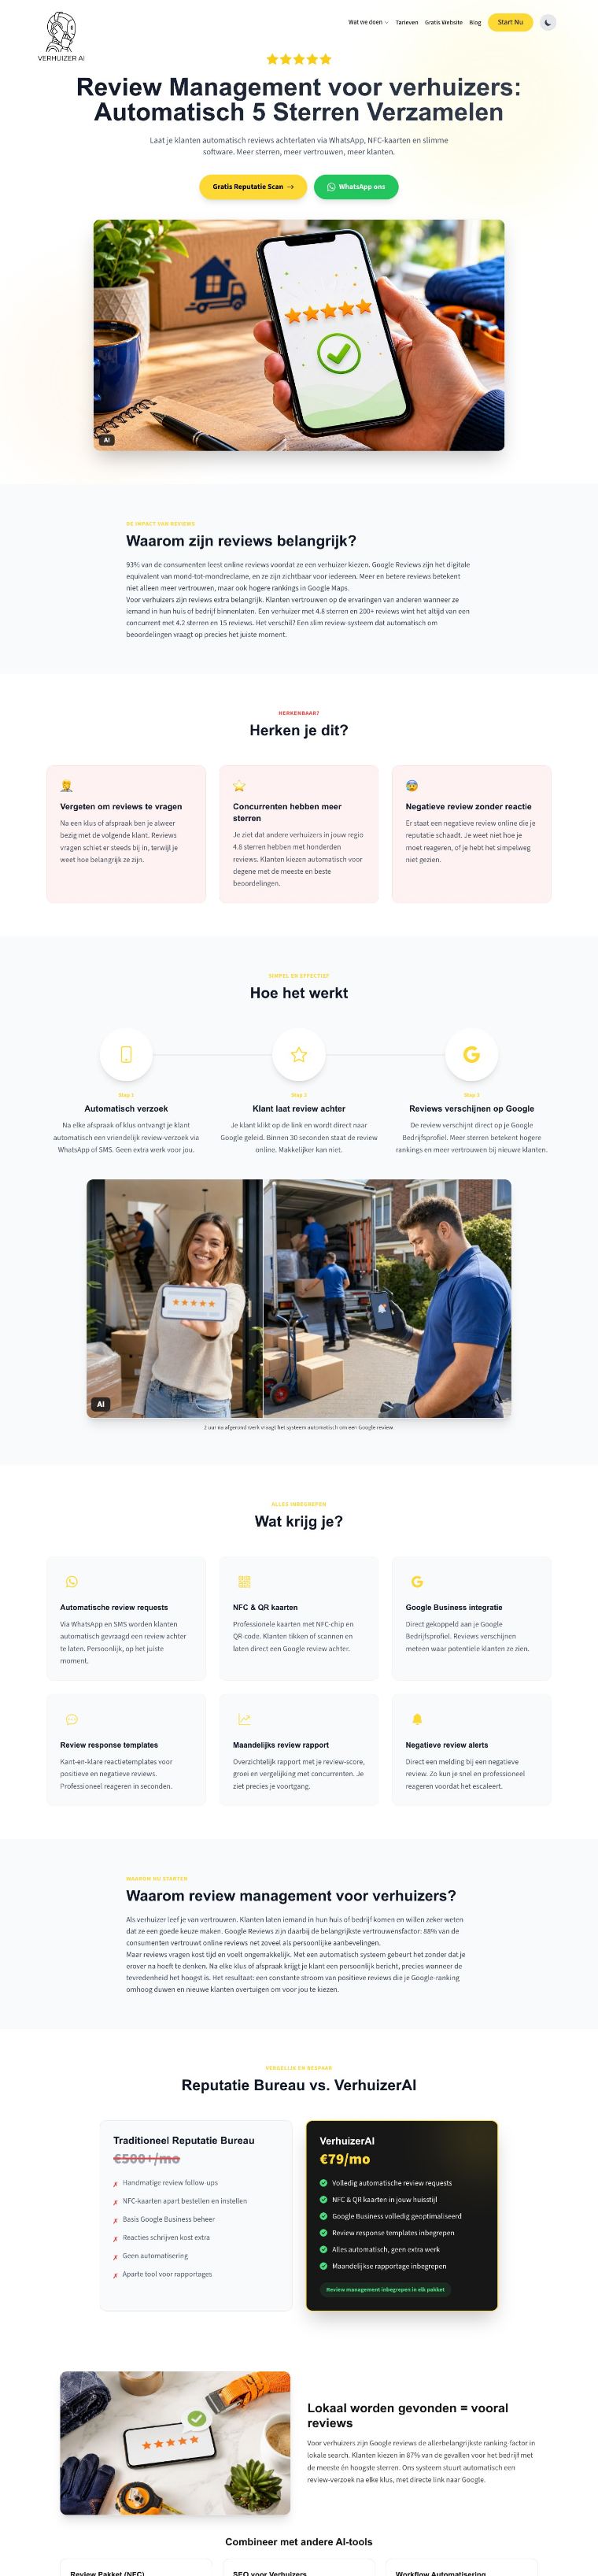 VERHUIZER AI
Wat we doen
Tarieven
Gratis Website
Blog
Start Nu
Review Management voor verhuizers:
Automatisch 5 Sterren Verzamelen
Laat je klanten automatisch reviews achterlaten via WhatsApp, NFC-kaarten en slimme
software. Meer sterren, meer vertrouwen, meer klanten.
Gratis Reputatie Scan →
WhatsApp ons
AI
DE IMPACT VAN REVIEWS
Waarom zijn reviews belangrijk?
93% van de consumenten leest online reviews voordat ze een verhuizer kiezen. Google Reviews zijn het digitale
equivalent van mond-tot-mondreclame, en ze zijn zichtbaar voor iedereen. Meer en betere reviews betekent
niet alleen meer vertrouwen, maar ook hogere rankings in Google Maps.
Voor verhuizers zijn reviews extra belangrijk. Klanten vertrouwen op de ervaringen van anderen wanneer ze
iemand in hun huis of bedrijf binnenlaten. Een verhuizer met 4.8 sterren en 200+ reviews wint het altijd van een
concurrent met 4.2 sterren en 15 reviews. Het verschil? Een slim review-systeem dat automatisch om
beoordelingen vraagt op precies het juiste moment.
HERKENBAAR?
Herken je dit?
Vergeten om reviews te vragen
Na een klus of afspraak ben je alweer
bezig met de volgende klant. Reviews
vragen schiet er steeds bij in, terwijl je
weet hoe belangrijk ze zijn.
Concurrenten hebben meer
sterren
Je ziet dat andere verhuizers in jouw regio
4.8 sterren hebben met honderden
reviews. Klanten kiezen automatisch voor
degene met de meeste en beste
beoordelingen.
Negatieve review zonder reactie
Er staat een negatieve review online die je
reputatie schaadt. Je weet niet hoe je
moet reageren, of je hebt het simpelweg
niet gezien.
SIMPEL EN EFFECTIEF
Hoe het werkt
Stap 1
Automatisch verzoek
Na elke afspraak of klus ontvangt je klant
automatisch een vriendelijk review-verzoek via
WhatsApp of SMS. Geen extra werk voor jou.
Stap 2
Klant laat review achter
Je klant klikt op de link en wordt direct naar
Google geleid. Binnen 30 seconden staat de review
online. Makkelijker kan niet.
Stap 3
Reviews verschijnen op Google
De review verschijnt direct op je Google
Bedrijfsprofiel. Meer sterren betekent hogere
rankings en meer vertrouwen bij nieuwe klanten.
AI
2 uur na afgerond werk vraagt het systeem automatisch om een Google-review
ALLES INBEGREPEN
Wat krijg je?
Automatische review requests
Via WhatsApp en SMS worden klanten
automatisch gevraagd een review achter
te laten. Persoonlijk, op het juiste
moment.
NFC & QR kaarten
Professionele kaarten met NFC-chip en
QR-code. Klanten tikken of scannen en
laten direct een Google review achter.
Google Business integratie
Direct gekoppeld aan je Google
Bedrijfsprofiel. Reviews verschijnen
meteen waar potentiele klanten ze zien.
Review response templates
Kant-en-klare reactietemplates voor
positieve en negatieve reviews.
Professioneel reageren in seconden.
Maandelijks review rapport
Overzichtelijk rapport met je review-score,
groei en vergelijking met concurrenten. Je
ziet precies je voortgang.
Negatieve review alerts
Direct een melding bij een negatieve
review. Zo kun je snel en professioneel
reageren voordat het escaleert.
WAAROM NU STARTEN
Waarom review management voor verhuizers?
Als verhuizer leef je van vertrouwen. Klanten laten iemand in hun huis of bedrijf komen en willen zeker weten
dat ze een goede keuze maken. Google Reviews zijn daarbij de belangrijkste vertrouwensfactor: 88% van de
consumenten vertrouwt online reviews net zoveel als persoonlijke aanbevelingen.
Maar reviews vragen kost tijd en voelt ongemakkelijk. Met een automatisch systeem gebeurt het zonder dat je
erover na hoeft te denken. Na elke klus of afspraak krijgt je klant een persoonlijk bericht, precies wanneer de
tevredenheid het hoogst is. Het resultaat: een constante stroom van positieve reviews die je Google-ranking
omhoog duwen en nieuwe klanten overtuigen om voor jou te kiezen.
VERGELIJK EN BESPAAR
Reputatie Bureau vs. VerhuizerAI
Traditioneel Reputatie Bureau
€500+/mo
✗ Handmatige review follow-ups
✗ NFC-kaarten apart bestellen en instellen
✗ Basis Google Business beheer
✗ Reacties schrijven kost extra
✗ Geen automatisering
✗ Aparte tool voor rapportages
VerhuizerAI
€79/mo
Volledig automatische review requests
NFC & QR kaarten in jouw huisstijl
Google Business volledig geoptimaliseerd
Review response templates inbegrepen
Alles automatisch, geen extra werk
Maandelijkse rapportage inbegrepen
Review management inbegrepen in elk pakket
Lokaal worden gevonden = vooral
reviews
Voor verhuizers zijn Google reviews de allerbelangrijkste ranking-factor in
lokale search. Klanten kiezen in 87% van de gevallen voor het bedrijf met
de meeste én hoogste sterren. Ons systeem stuurt automatisch een
review-verzoek na elke klus, met directe link naar Google.
Combineer met andere AI-tools
Review Pakket (NFC)
SEO voor Verhuizers
Workflow Automatisering